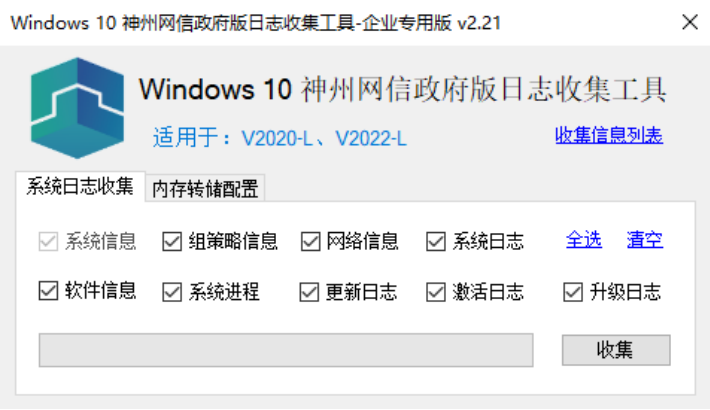 Windows 10 神州网信政府版日志收集工具-企业专用版 v2.21
Windows 10 神州网信政府版日志收集工具
适用于：V2020-L、V2022-L 收集信息列表
系统日志收集 内存转储配置
系统信息 组策略信息 网络信息 系统日志 全选 清空
软件信息 系统进程 更新日志 激活日志 升级日志
收集